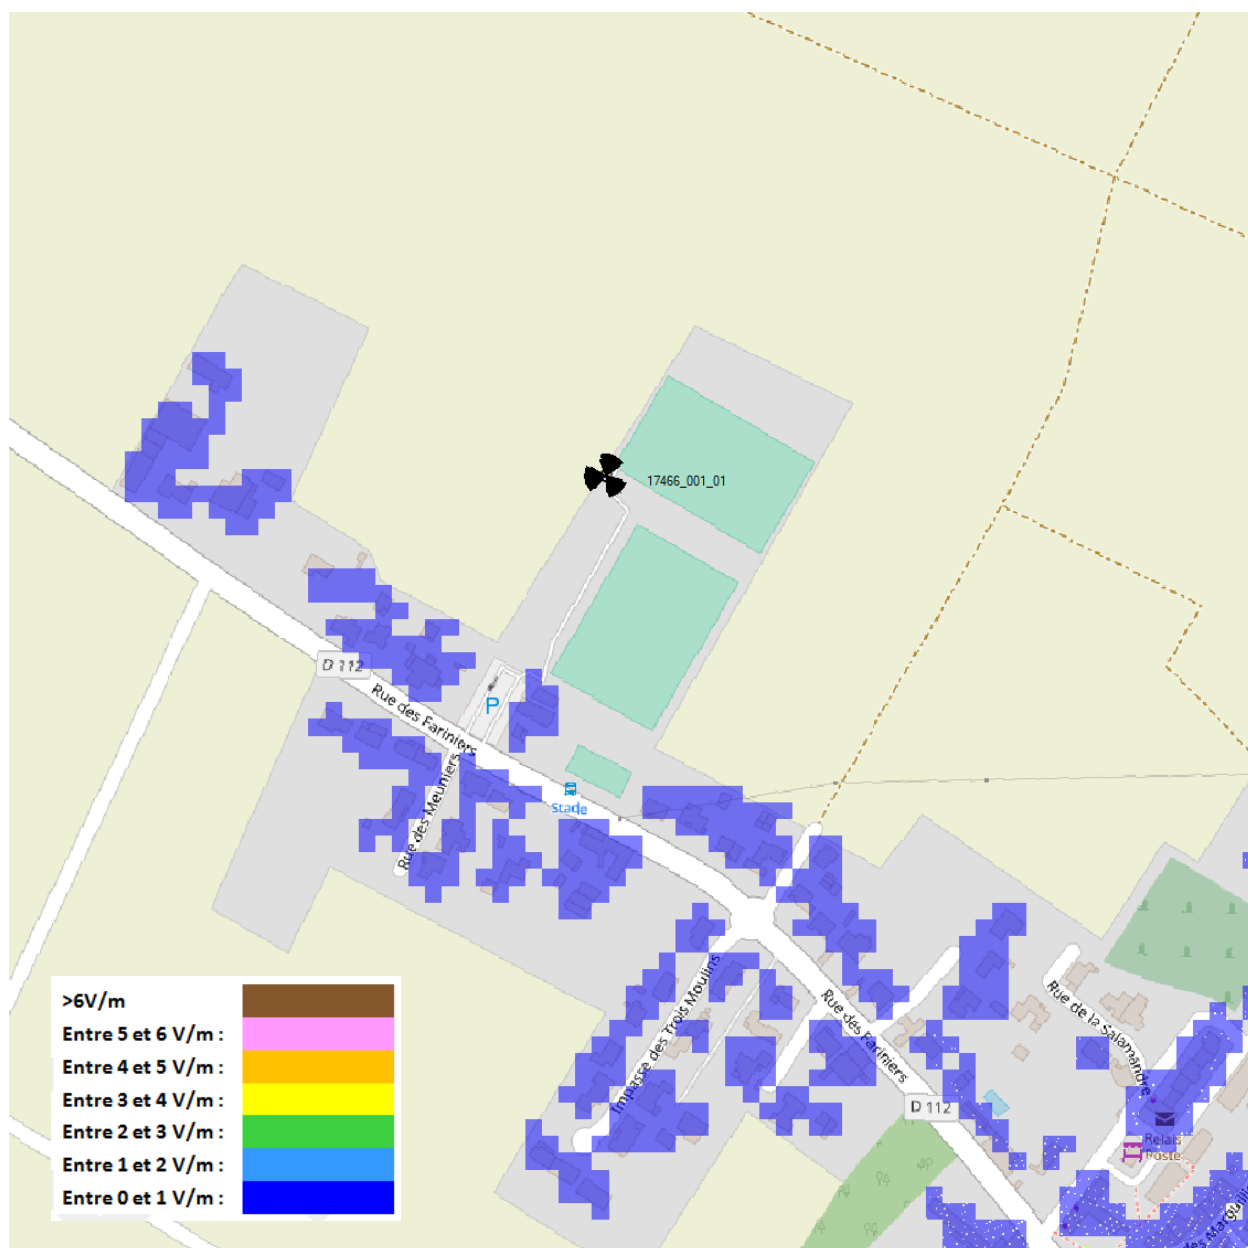 17466_001_01
D 112
Rue des Fariniers
P
Rue des Meuniers
Stade
Impasse des Trois Moulins
Rue des Fariniers
Rue de la Salamandre
D 112
Relais
Poste
>6V/m
Entre 5 et 6 V/m :
Entre 4 et 5 V/m :
Entre 3 et 4 V/m :
Entre 2 et 3 V/m :
Entre 1 et 2 V/m :
Entre 0 et 1 V/m :